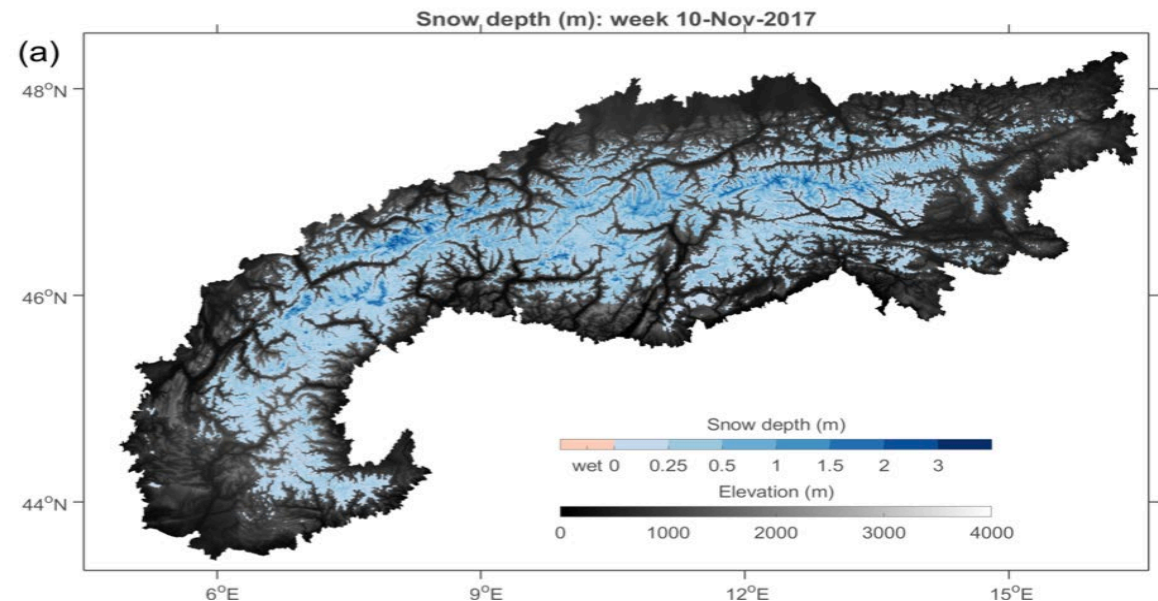 Snow depth (m): week 10-Nov-2017
(a)
48°N
46°N
44°N
Snow depth (m)
wet 0 0.25 0.5 1 1.5 2 3
Elevation (m)
0 1000 2000 3000 4000
6°E 9°E 12°E 15°E